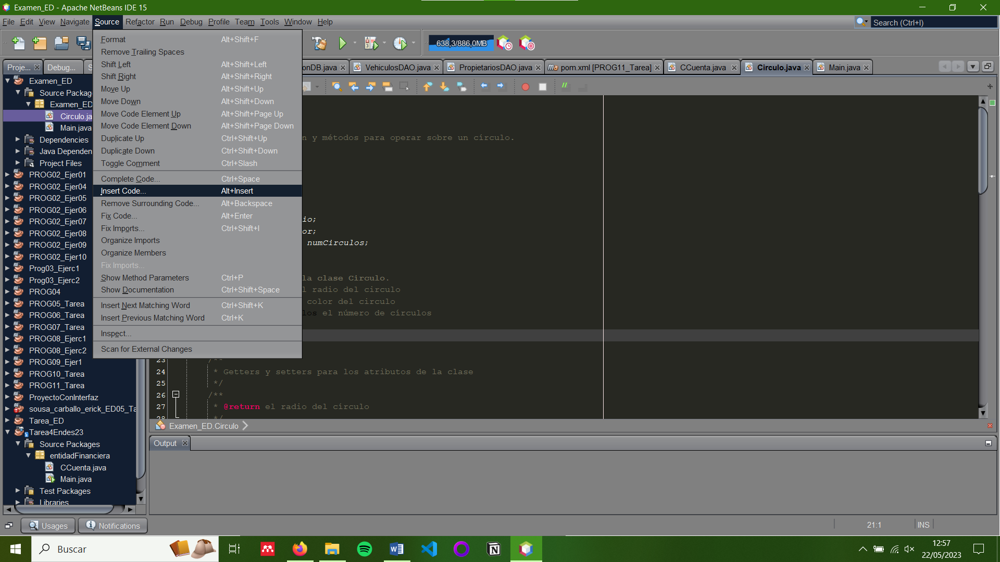 Examen_ED - Apache NetBeans IDE 15
File Edit View Navigate Source Refactor Run Debug Profile Team Tools Window Help
Search (Ctrl+I)
638,3/886,0MB
Proje... Debug... S
onDB.java VehiculosDAO.java PropietariosDAO.java pom.xml [PROG11_Tarea] CCuenta.java Circulo.java Main.java
Format Alt+Shift+F
Remove Trailing Spaces
Shift Left Alt+Shift+Left
Shift Right Alt+Shift+Right
Move Up Alt+Shift+Up
Move Down Alt+Shift+Down
Move Code Element Up Alt+Shift+Page Up
Move Code Element Down Alt+Shift+Page Down
Duplicate Up Ctrl+Shift+Up
Duplicate Down Ctrl+Shift+Down
Toggle Comment Ctrl+Slash
Complete Code... Ctrl+Space
Insert Code... Alt+Insert
Remove Surrounding Code... Alt+Backspace
Fix Code... Alt+Enter
Fix Imports... Ctrl+Shift+I
Organize Imports
Organize Members
Fix Imports...
Show Method Parameters Ctrl+P
Show Documentation Ctrl+Shift+Space
Insert Next Matching Word Ctrl+Shift+K
Insert Previous Matching Word Ctrl+K
Inspect...
Scan for External Changes
Examen_ED
Source Packag
Examen_ED
Circulo.ja
Main.java
Dependencies
Java Dependen
Project Files
PROG02_Ejer01
PROG02_Ejer04
PROG02_Ejer05
PROG02_Ejer06
PROG02_Ejer07
PROG02_Ejer08
PROG02_Ejer09
PROG02_Ejer10
Prog03_Ejerc1
Prog03_Ejerc2
PROG04
PROG05_Tarea
PROG06_Tarea
PROG07_Tarea
PROG08_Ejerc1
PROG08_Ejerc2
PROG09_Ejer1
PROG10_Tarea
PROG11_Tarea
ProyectoConInterfaz
sousa_carballo_erick_ED05_Ta
Tarea_ED
Tarea4Endes23
Source Packages
entidadFinanciera
CCuenta.java
Main.java
Test Packages
Libraries
n y métodos para operar sobre un círculo.
io;
or;
numCirculos;
la clase Circulo.
l radio del circulo
color del circulo
los el número de círculos
23 /**
24 * Getters y setters para los atributos de la clase
25 */
26 /**
27 * @return el radio del círculo
28 */
Examen_ED.Circulo
Output
Usages Notifications
21:1 INS
Buscar
12:57
22/05/2023